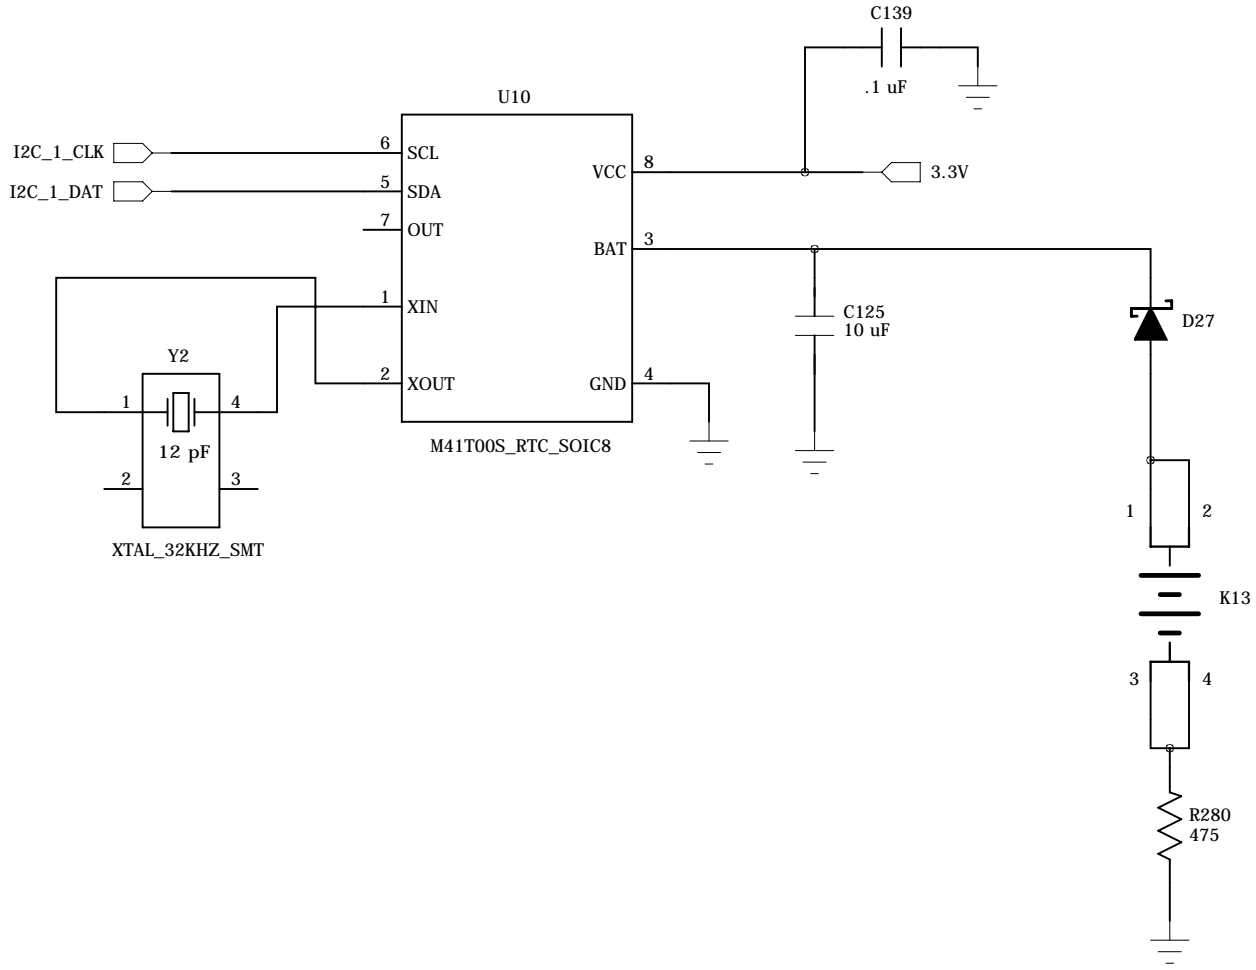 C139
.1 uF
U10
I2C_1_CLK
6
SCL
8
VCC
3.3V
I2C_1_DAT
5
SDA
7
OUT
3
BAT
1
XIN
C125
10 uF
D27
Y2
2
XOUT
4
GND
1
4
12 pF
M41T00S_RTC_SOIC8
2
3
XTAL_32KHZ_SMT
1
2
K13
3
4
R280
475